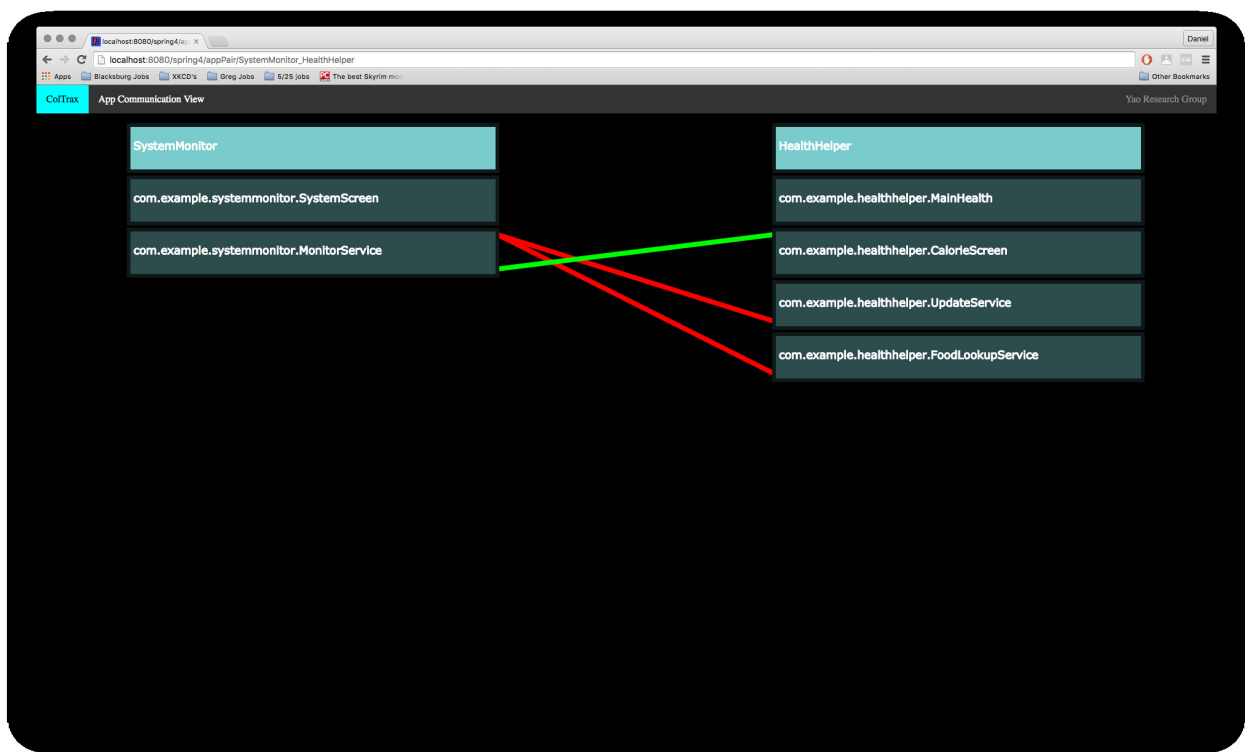 localhost:8080/spring4/ap
Daniel
localhost:8080/spring4/appPair/SystemMonitor_HealthHelper
Apps Blacksburg Jobs XKCD's Greg Jobs 5/25 jobs The best Skyrim mo
Other Bookmarks
ColTrax App Communication View Yao Research Group
SystemMonitor
com.example.systemmonitor.SystemScreen
com.example.systemmonitor.MonitorService
HealthHelper
com.example.healthhelper.MainHealth
com.example.healthhelper.CalorieScreen
com.example.healthhelper.UpdateService
com.example.healthhelper.FoodLookupService